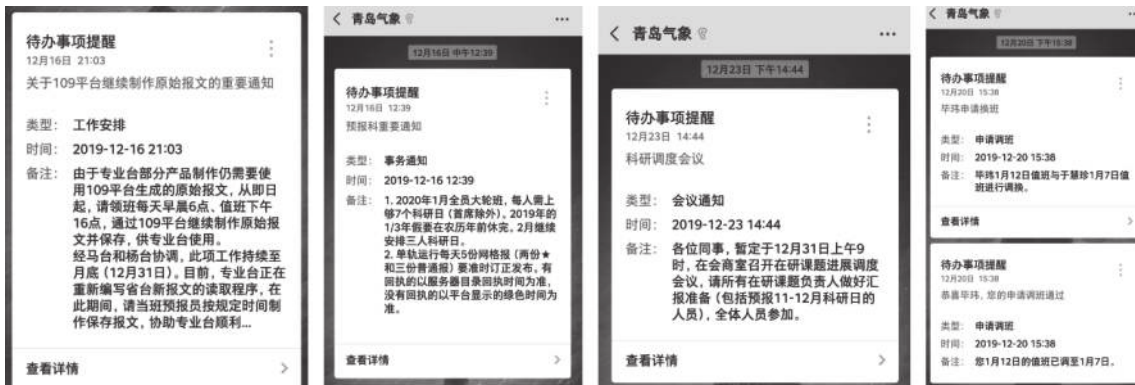 待办事项提醒
12月16日 21:03
关于109平台继续制作原始报文的重要通知
类型： 工作安排
时间： 2019-12-16 21:03
备注： 由于专业台部分产品制作仍需要使
用109平台生成的原始报文，从即日
起，请领班每天早晨6点、值班下午
16点，通过109平台继续制作原始报
文并保存，供专业台使用。
经马台和杨台协调，此项工作持续至
月底（12月31日）。目前，专业台正在
重新编写省台新报文的读取程序，在
此期间，请当班预报员按规定时间制
作保存报文，协助专业台顺利...
查看详情
青岛气象
12月16日 中午12:39
待办事项提醒
12月16日 12:39
预报科重要通知
类型： 事务通知
时间： 2019-12-16 12:39
备注： 1. 2020年1月全员大轮班，每人需上
够7个科研日（首席除外）。2019年的
1/3年假要在农历年前休完。2月继续
安排三人科研日。
2. 单轨运行每天5份网格报（两份★
和三份普通报）要准时订正发布，有
回执的以服务器目录回执时间为准，
没有回执的以平台显示的绿色时间为
准。
查看详情
青岛气象
12月23日 下午14:44
待办事项提醒
12月23日 14:44
科研调度会议
类型： 会议通知
时间： 2019-12-23 14:44
备注： 各位同事，暂定于12月31日上午9
时，在会商室召开在研课题进展调度
会议，请所有在研课题负责人做好汇
报准备（包括预报11-12月科研日的
人员），全体人员参加。
查看详情
青岛气象
12月20日 下午15:38
待办事项提醒
12月20日 15:38
毕玮申请换班
类型： 申请调班
时间： 2019-12-20 15:38
备注： 毕玮1月12日值班与于慧珍1月7日值
班进行调换。
查看详情
待办事项提醒
12月20日 15:38
恭喜毕玮，您的申请调班通过
类型： 申请调班
时间： 2019-12-20 15:38
备注： 您1月12日的值班已调至1月7日。